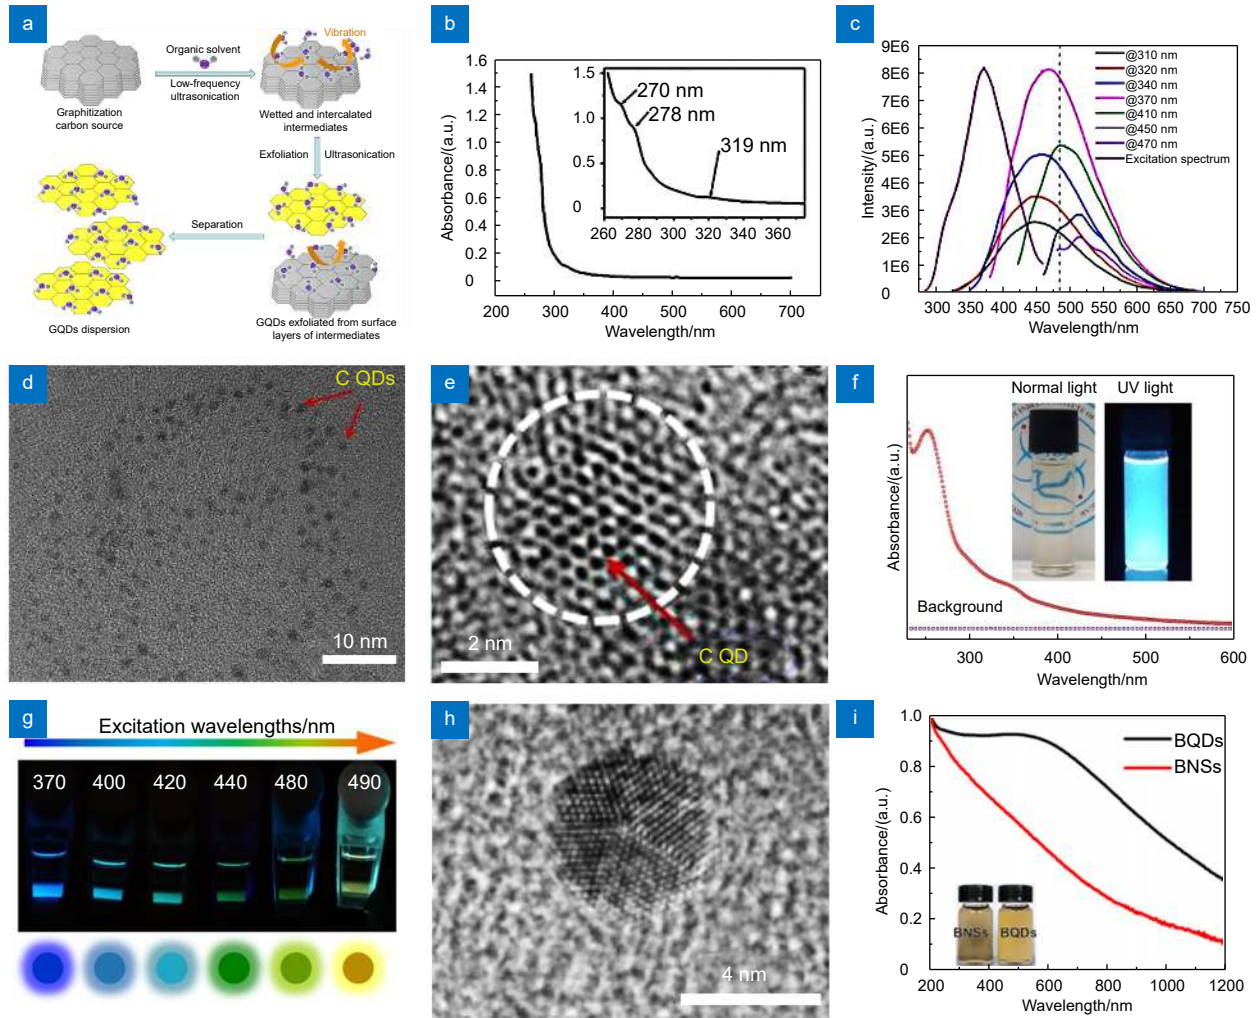 a
Organic solvent
Low-frequency
ultrasonication
Vibration
Graphitization
carbon source
Wetted and intercalated
intermediates
Exfoliation
Ultrasonication
Separation
GQDs dispersion
GQDs exfoliated from surface
layers of intermediates
b
Absorbance/(a.u.)
1.6
1.4
1.2
1.0
0.8
0.6
0.4
0.2
0
200 300 400 500 600 700
Wavelength/nm
1.5
1.0
0.5
0
260 280 300 320 340 360
270 nm
278 nm
319 nm
c
Intensity/(a.u.)
9E6
8E6
7E6
6E6
5E6
4E6
3E6
2E6
1E6
0
300 350 400 450 500 550 600 650 700 750
Wavelength/nm
@310 nm
@320 nm
@340 nm
@370 nm
@410 nm
@450 nm
@470 nm
Excitation spectrum
d
C QDs
10 nm
e
2 nm
C QD
f
Normal light
UV light
Absorbance/(a.u.)
Background
300 400 500 600
Wavelength/nm
g
Excitation wavelengths/nm
370 400 420 440 480 490
h
4 nm
i
Absorbance/(a.u.)
1.0
0.8
0.6
0.4
0.2
0
BQDs
BNSs
BNSs BQDs
200 400 600 800 1000 1200
Wavelength/nm